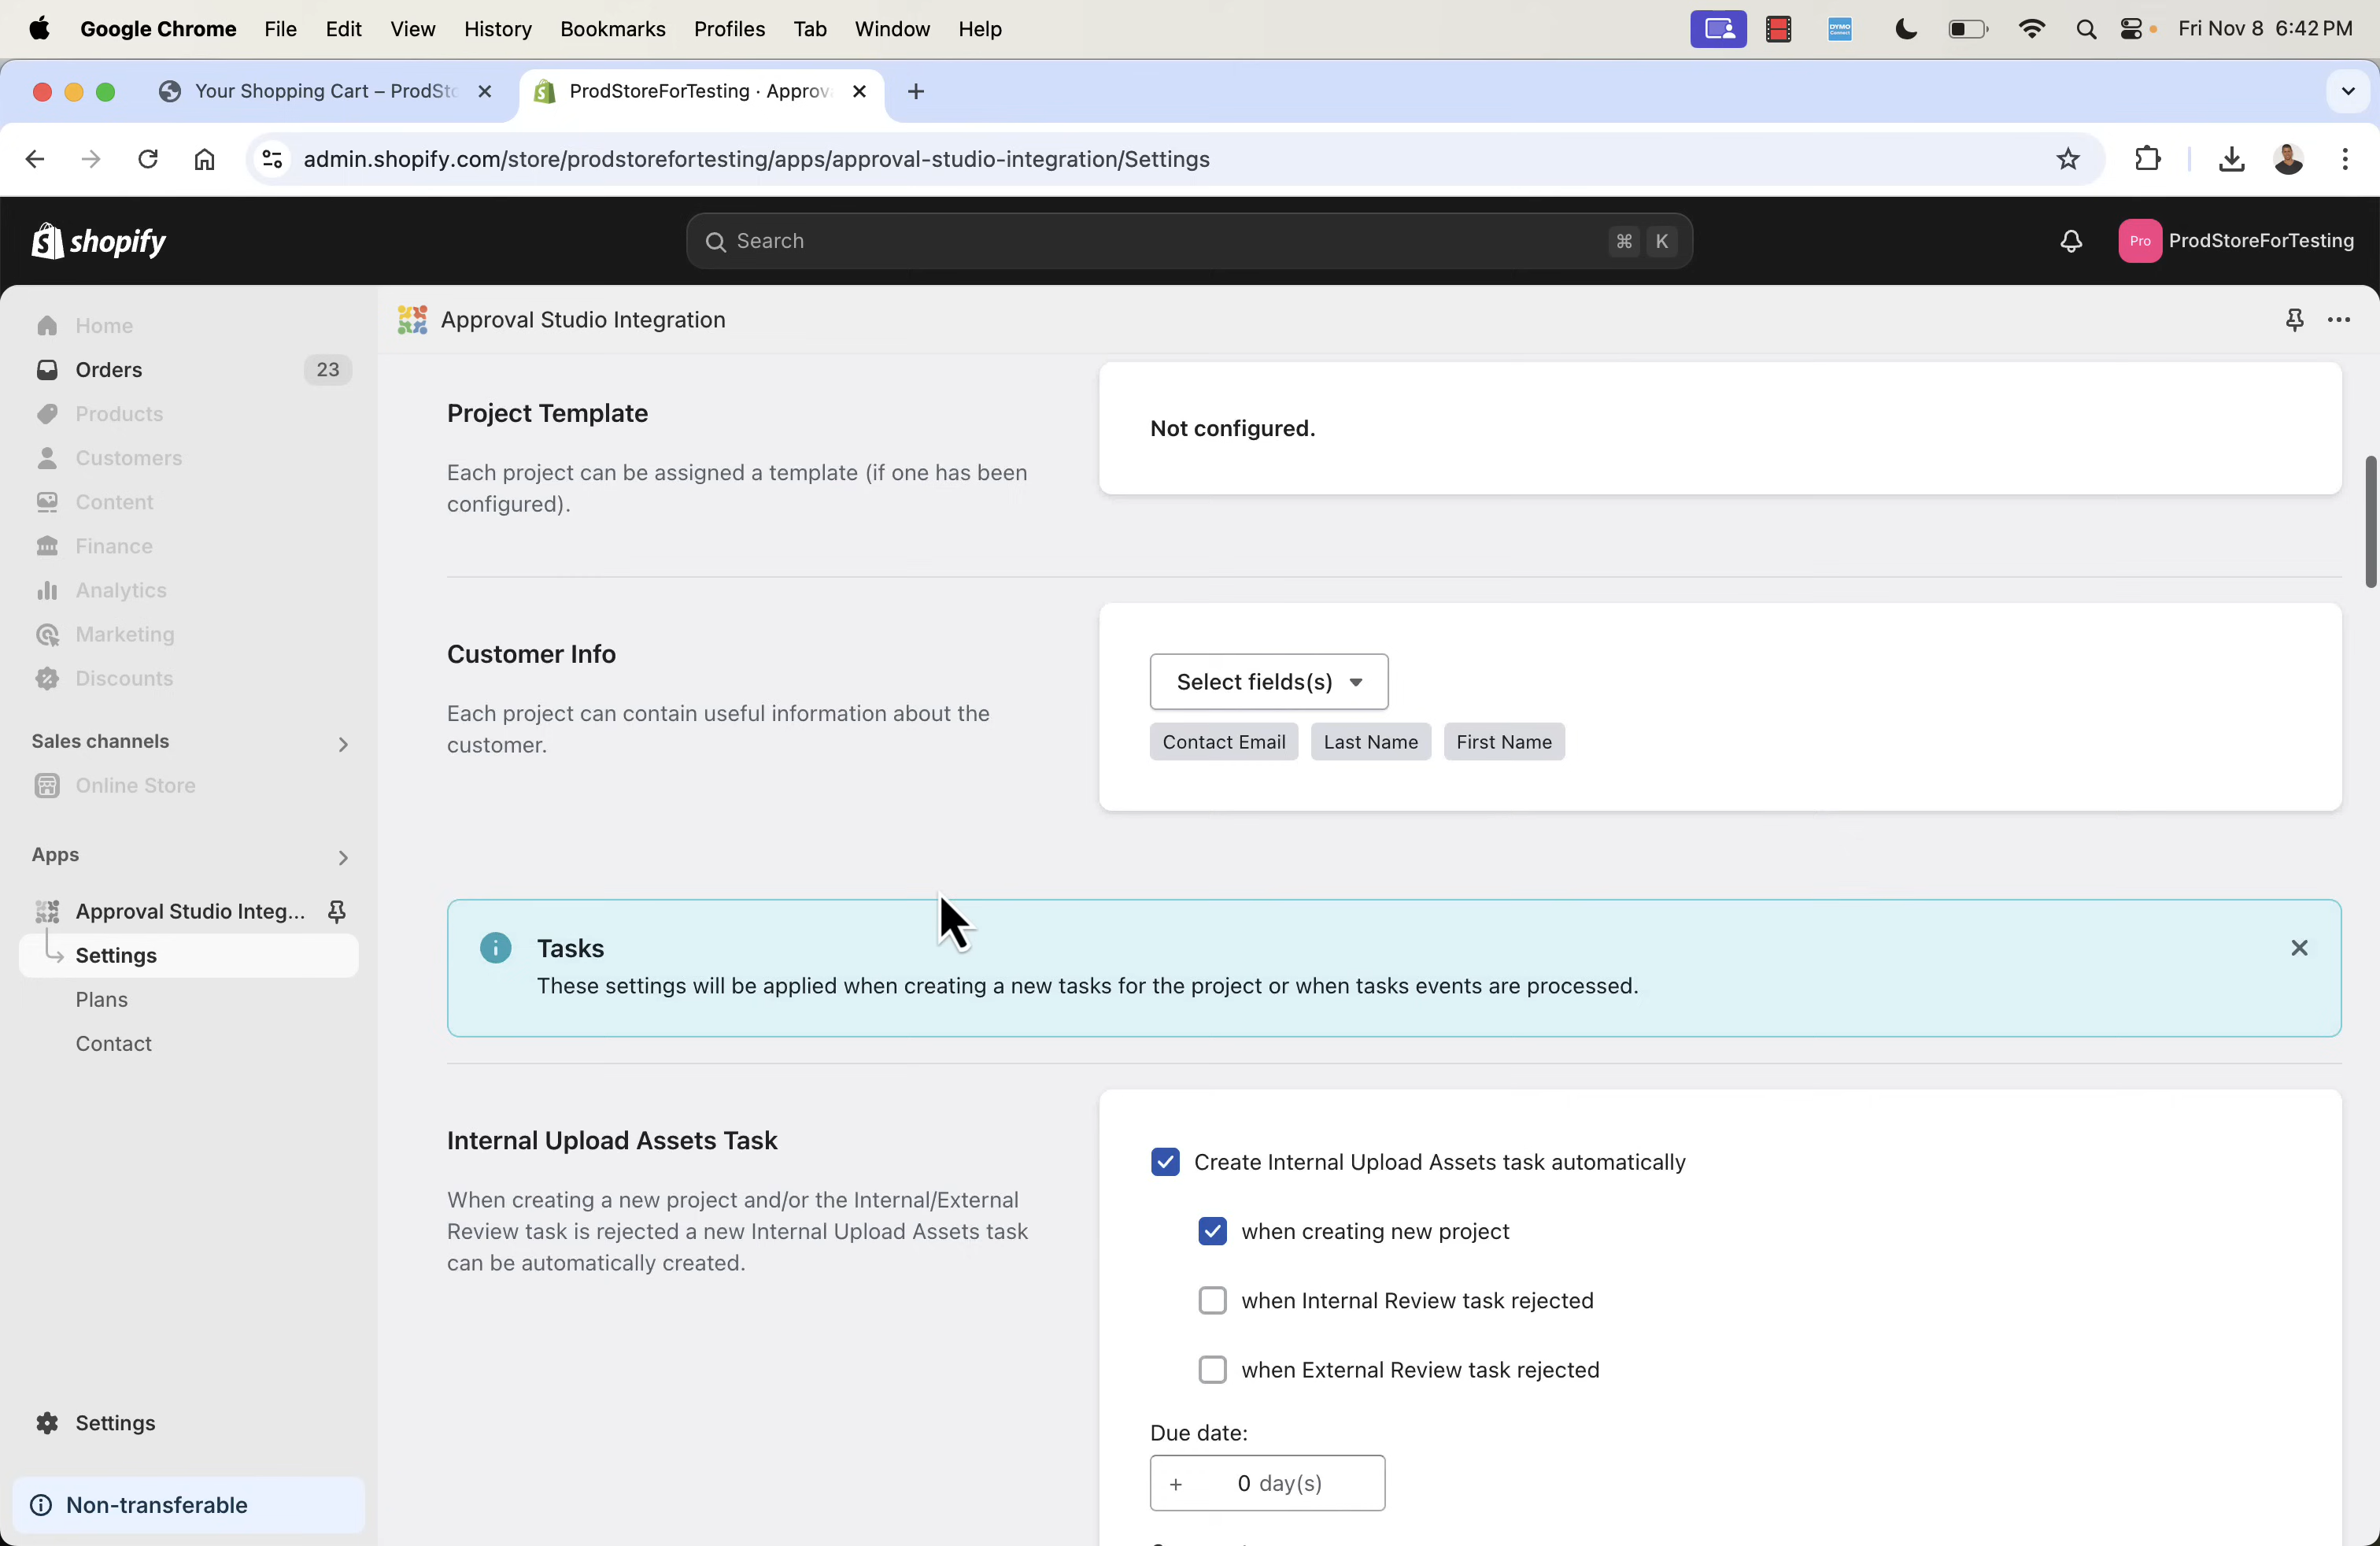 Google Chrome File Edit View History Bookmarks Profiles Tab Window Help
DYMO
Connect
Fri Nov 8 6:42 PM
Your Shopping Cart – ProdSto
ProdStoreForTesting · Approv
admin.shopify.com/store/prodstorefortesting/apps/approval-studio-integration/Settings
shopify
Search
⌘ K
Pro
ProdStoreForTesting
Home
Orders
23
Products
Customers
Content
Finance
Analytics
Marketing
Discounts
Sales channels
Online Store
Apps
Approval Studio Integ...
Settings
Plans
Contact
Settings
Non-transferable
Approval Studio Integration
Project Template
Each project can be assigned a template (if one has been
configured).
Not configured.
Customer Info
Each project can contain useful information about the
customer.
Select fields(s)
Contact Email
Last Name
First Name
Tasks
These settings will be applied when creating a new tasks for the project or when tasks events are processed.
Internal Upload Assets Task
When creating a new project and/or the Internal/External
Review task is rejected a new Internal Upload Assets task
can be automatically created.
Create Internal Upload Assets task automatically
when creating new project
when Internal Review task rejected
when External Review task rejected
Due date:
+ 0 day(s)